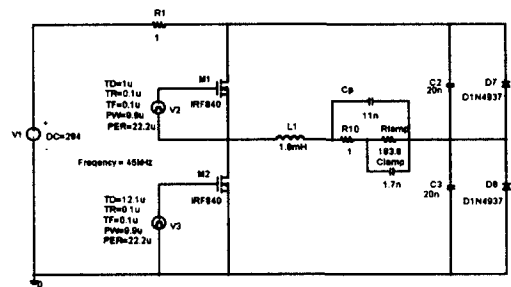 R1
1
M1
IRF840
TD=1u
TR=0.1u
TF=0.1u
PW=9.9u
PER=22.2u
V2
V1
DC=294
Freqency = 45MHz
L1
1.8mH
Cp
11n
R10
1
Rlamp
193.8
Clamp
1.7n
C2
20n
D7
D1N4937
M2
IRF840
TD=12.1u
TR=0.1u
TF=0.1u
PW=9.9u
PER=22.2u
V3
C3
20n
D8
D1N4937
0